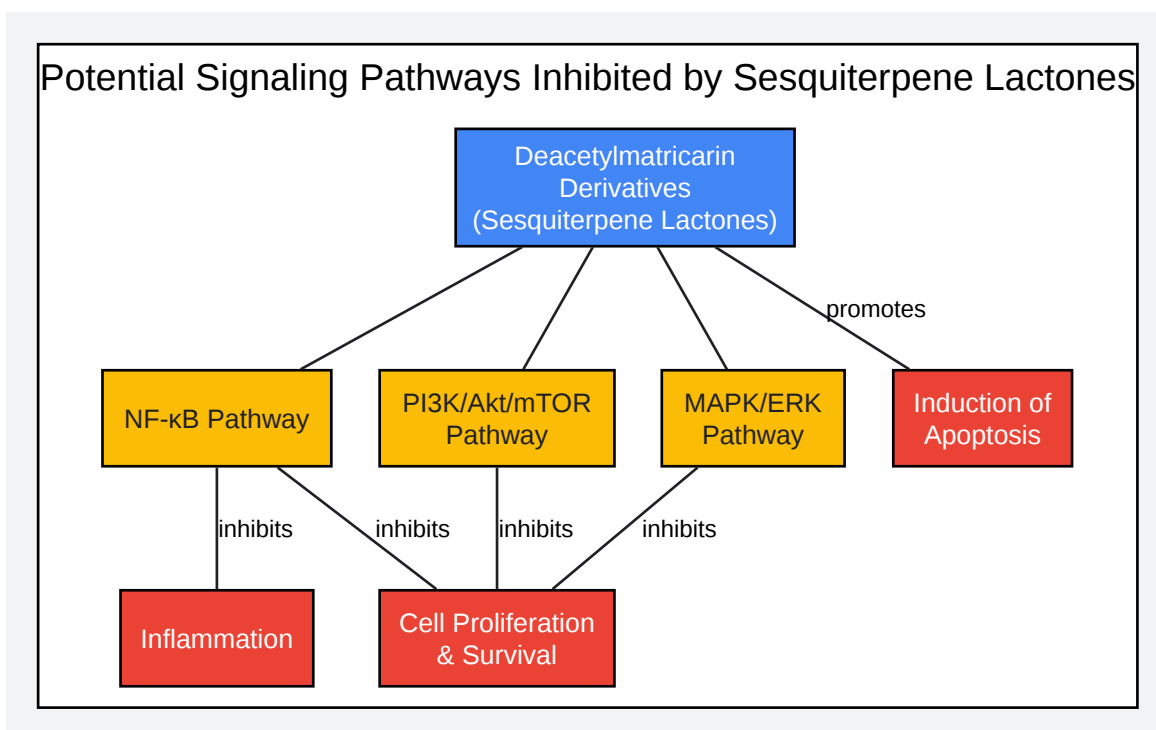 Potential Signaling Pathways Inhibited by Sesquiterpene Lactones
Deacetylmatricarin
Derivatives
(Sesquiterpene Lactones)
promotes
NF-κB Pathway
PI3K/Akt/mTOR
Pathway
MAPK/ERK
Pathway
Induction of
Apoptosis
inhibits
inhibits
inhibits
inhibits
Inflammation
Cell Proliferation
& Survival